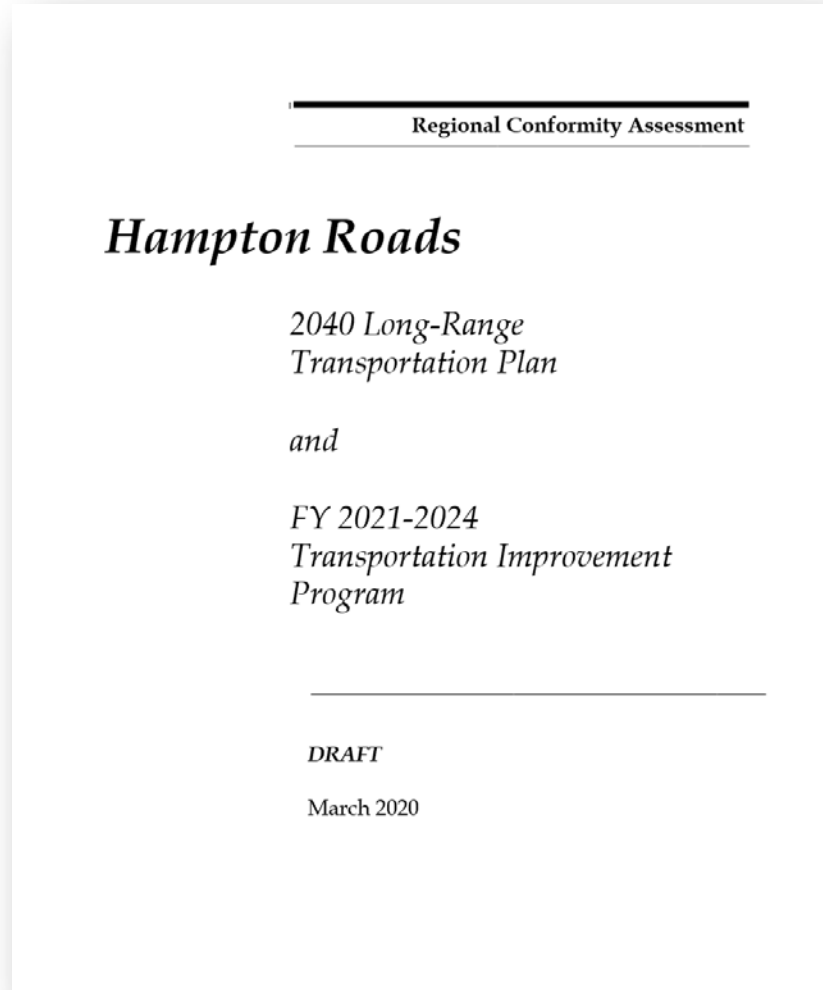 Regional Conformity Assessment
Hampton Roads
2040 Long-Range
Transportation Plan
and
FY 2021-2024
Transportation Improvement
Program
DRAFT
March 2020